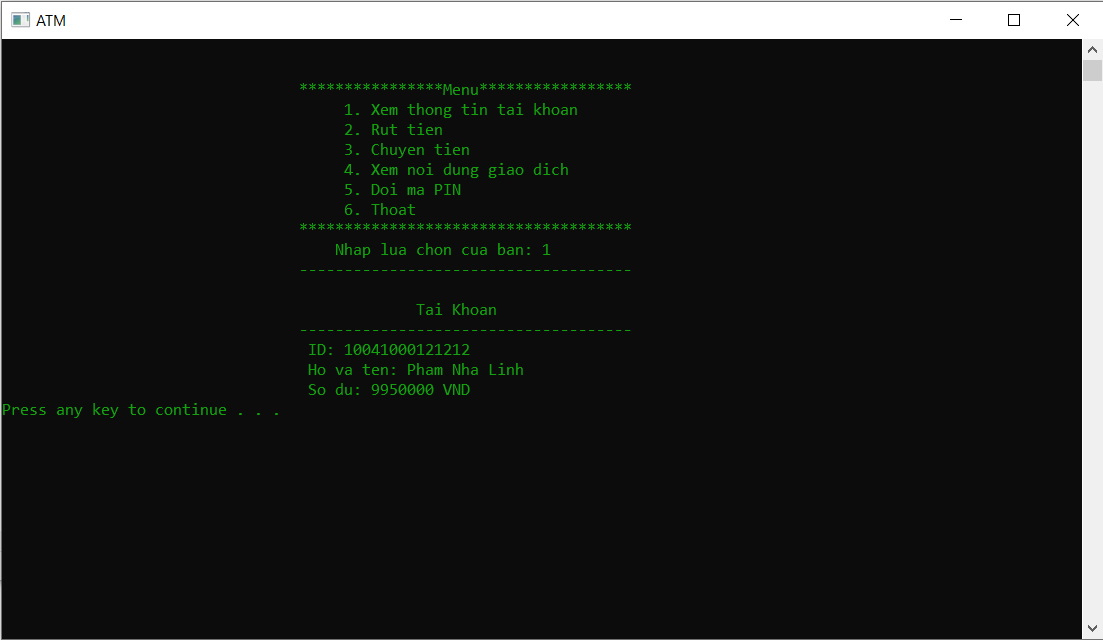 ATM
****************Menu*****************
1. Xem thong tin tai khoan
2. Rut tien
3. Chuyen tien
4. Xem noi dung giao dich
5. Doi ma PIN
6. Thoat
*************************************
Nhap lua chon cua ban: 1
-------------------------------------
Tai Khoan
-------------------------------------
ID: 10041000121212
Ho va ten: Pham Nha Linh
So du: 9950000 VND
Press any key to continue . . .